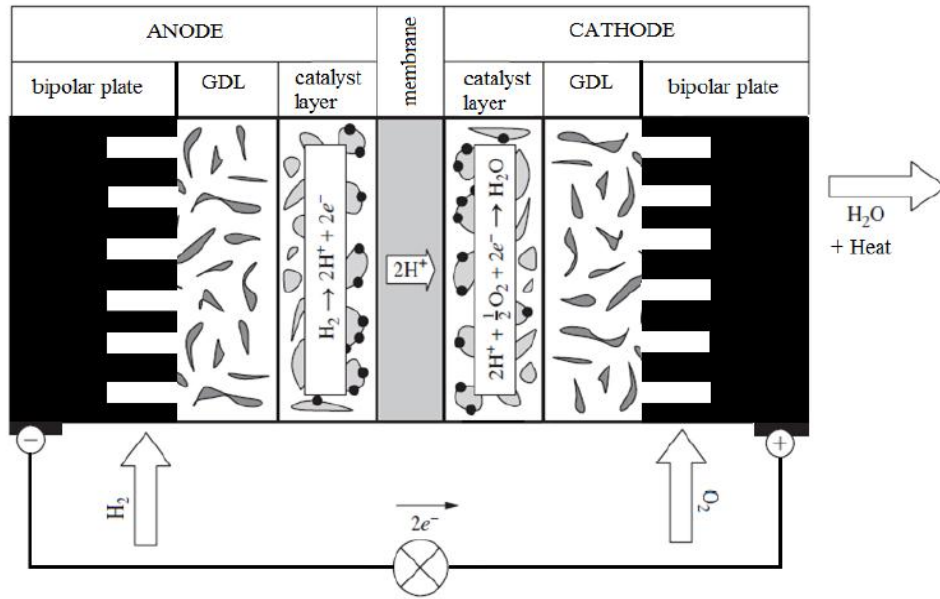 ANODE
membrane
CATHODE
bipolar plate
GDL
catalyst
layer
catalyst
layer
GDL
bipolar plate
H₂ → 2H⁺ + 2e⁻
2H⁺
2H⁺ + ½O₂ + 2e⁻ → H₂O
H₂O
+ Heat
−
+
H₂
O₂
2e⁻